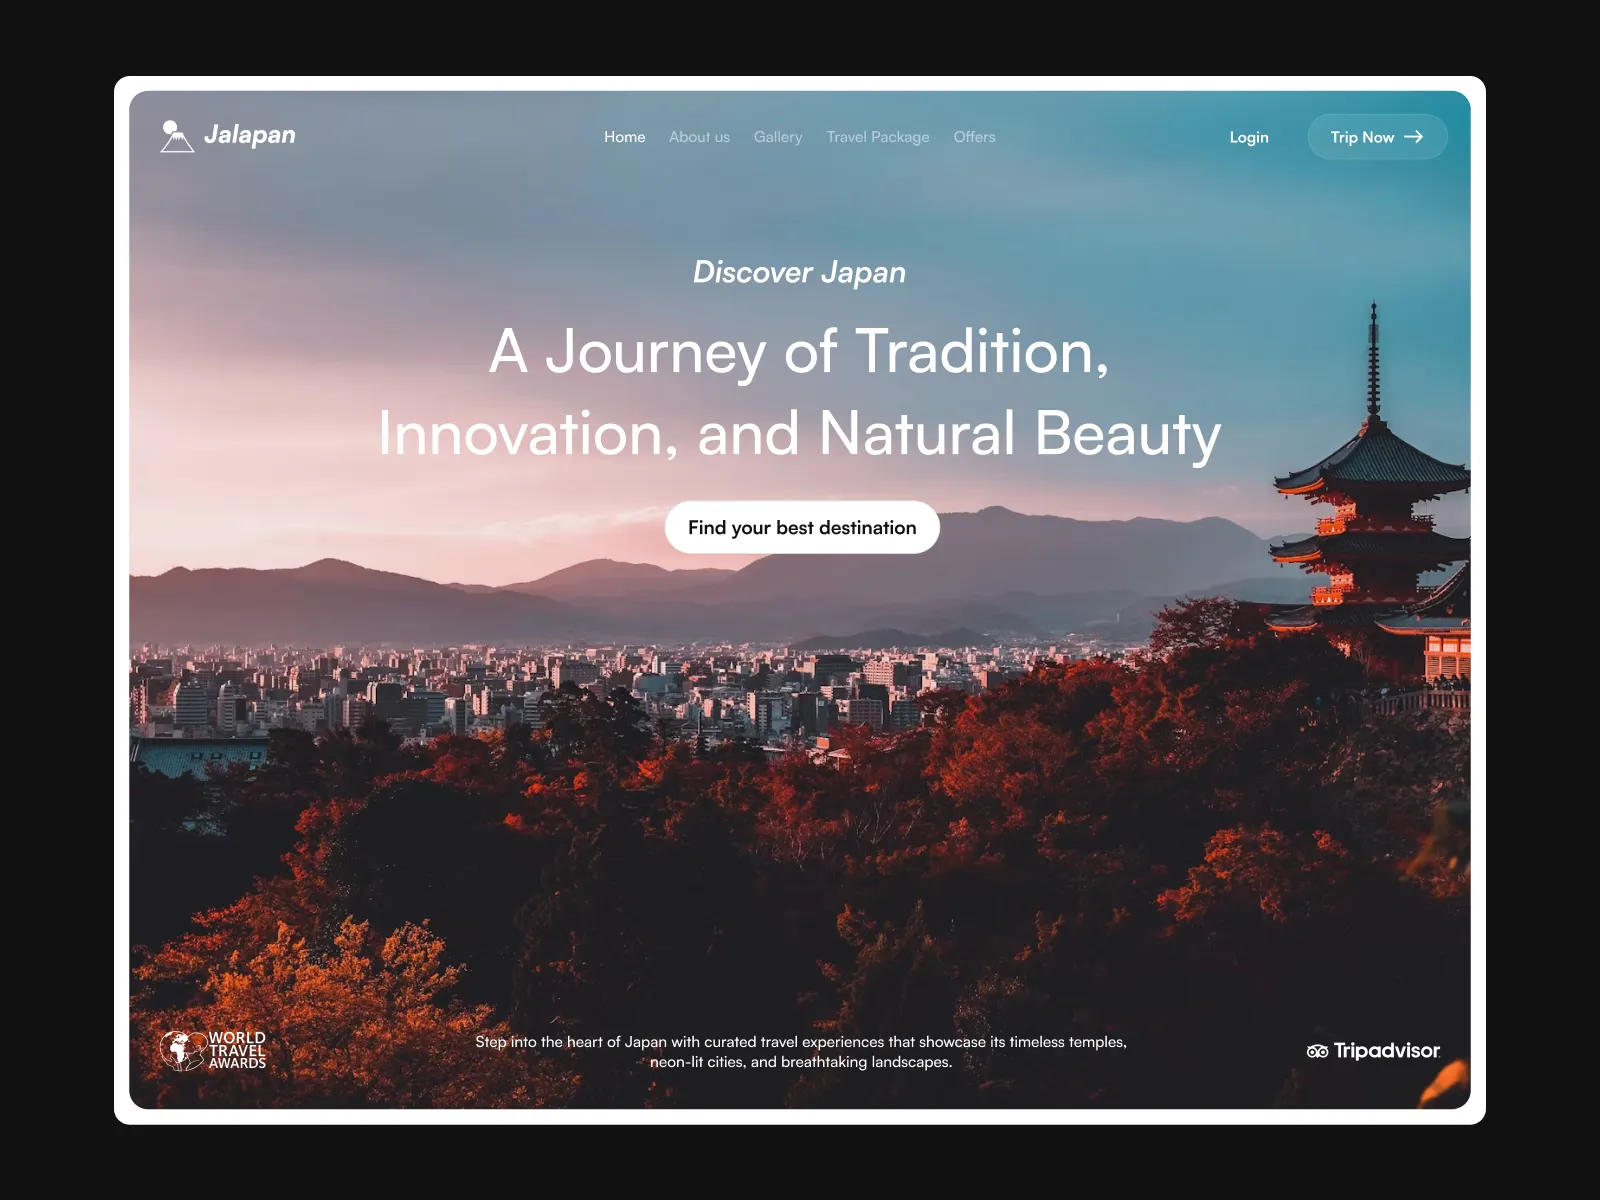 Jalapan
Home About us Gallery Travel Package Offers
Login Trip Now
Discover Japan
A Journey of Tradition,
Innovation, and Natural Beauty
Find your best destination
WORLD
TRAVEL
AWARDS
Step into the heart of Japan with curated travel experiences that showcase its timeless temples,
neon-lit cities, and breathtaking landscapes.
Tripadvisor